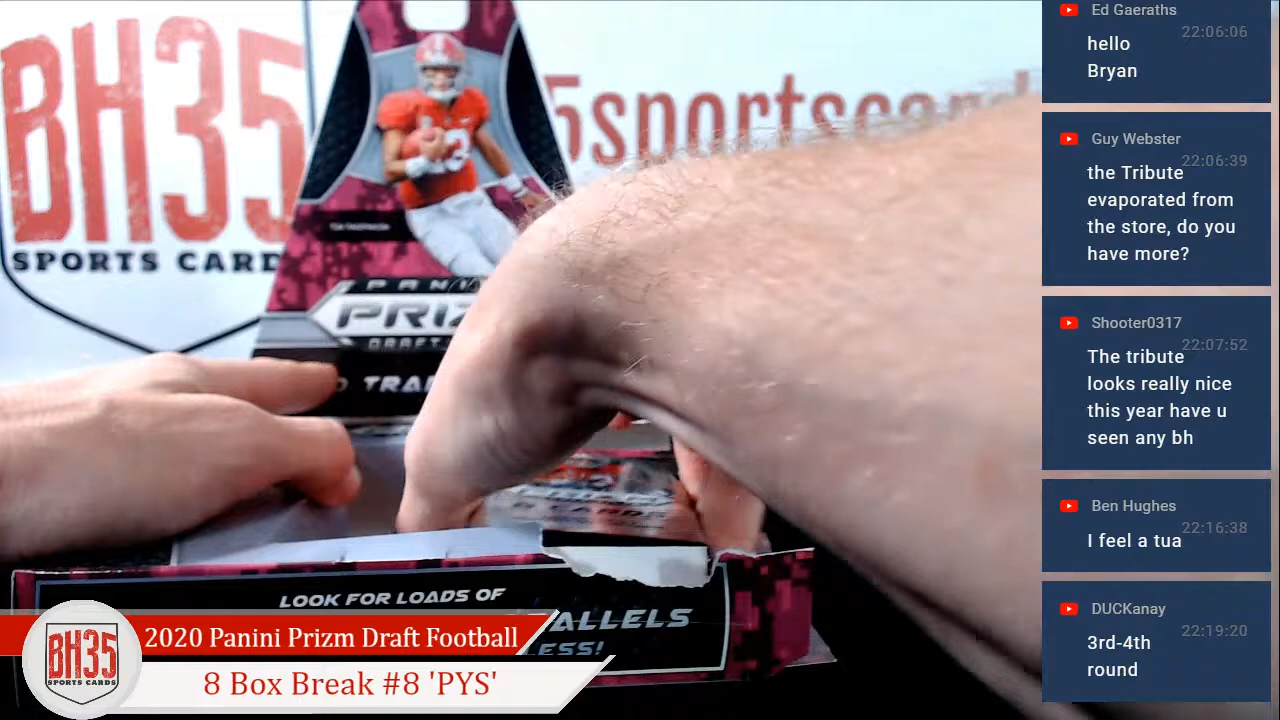 BH35
SPORTS CARD
5sportscard
PANI
PRIZ
DRAFT
TRA
LOOK FOR LOADS OF
ALLELS
ESS!
BH35
SPORTS CARDS
2020 Panini Prizm Draft Football
8 Box Break #8 'PYS'
Ed Gaeraths
22:06:06
hello
Bryan
Guy Webster
22:06:39
the Tribute
evaporated from
the store, do you
have more?
Shooter0317
22:07:52
The tribute
looks really nice
this year have u
seen any bh
Ben Hughes
22:16:38
I feel a tua
DUCKanay
22:19:20
3rd-4th
round